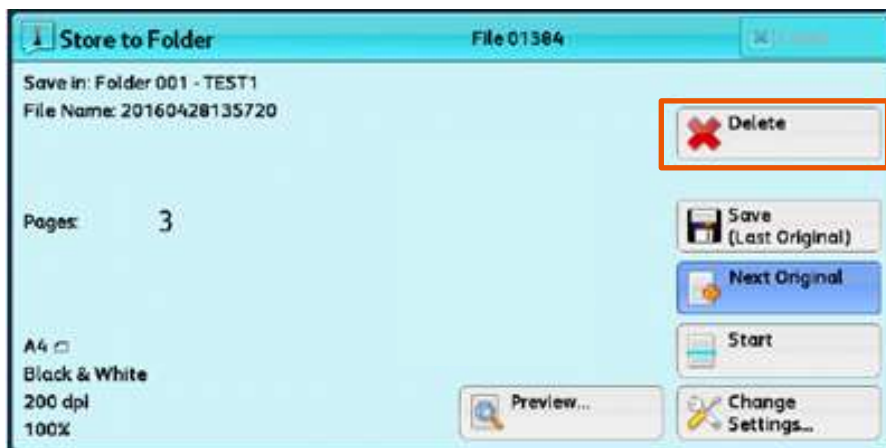 Store to Folder
File 01384
Save in: Folder 001 - TEST1
File Name: 20160428135720
Delete
Pages: 3
Save
(Last Original)
Next Original
Start
A4
Black & White
200 dpi
100%
Preview...
Change
Settings...